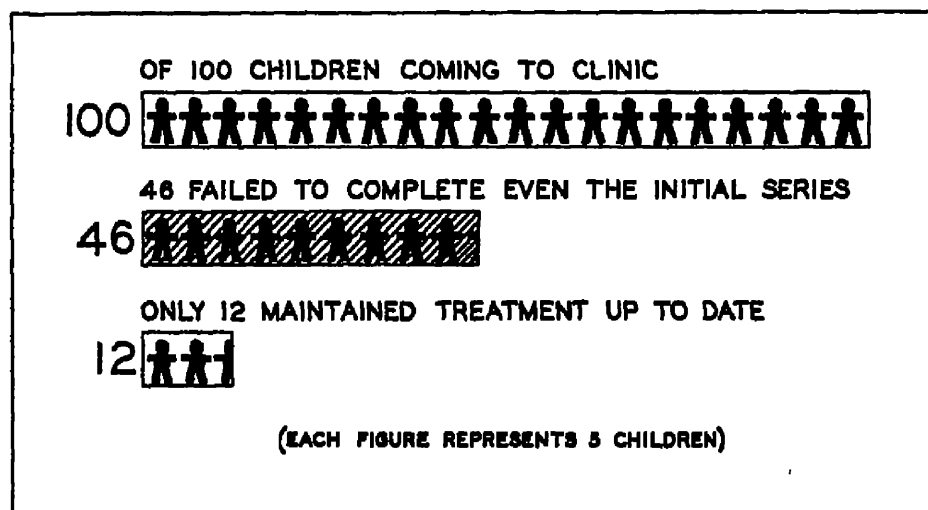 OF 100 CHILDREN COMING TO CLINIC
100
46 FAILED TO COMPLETE EVEN THE INITIAL SERIES
46
ONLY 12 MAINTAINED TREATMENT UP TO DATE
12
(EACH FIGURE REPRESENTS 5 CHILDREN)